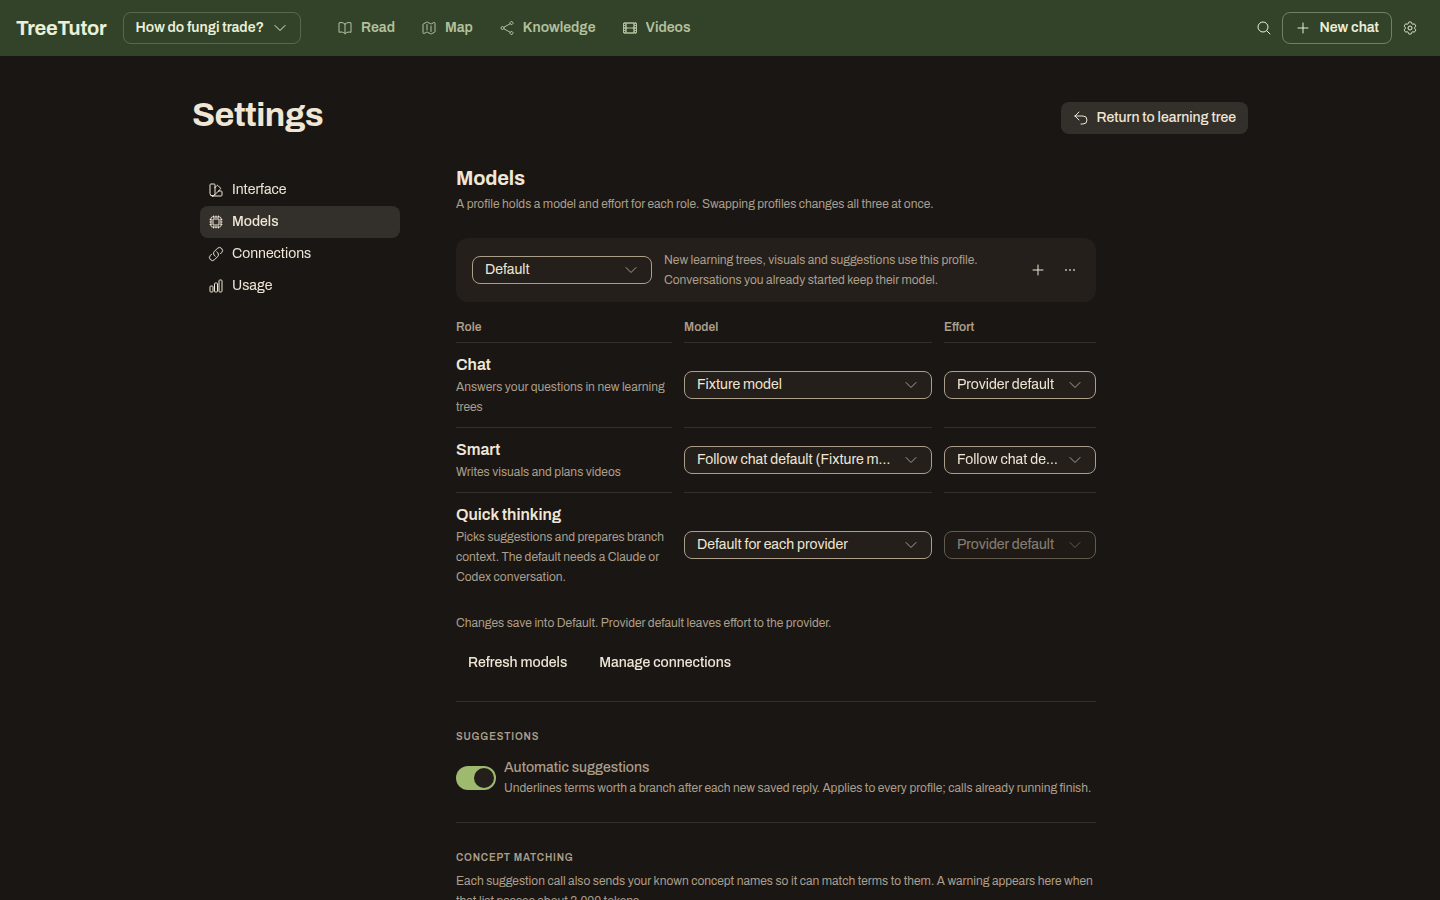 TreeTutor
How do fungi trade?
Read
Map
Knowledge
Videos
New chat
Settings
Return to learning tree
Interface
Models
Connections
Usage
Models
A profile holds a model and effort for each role. Swapping profiles changes all three at once.
Default
New learning trees, visuals and suggestions use this profile.
Conversations you already started keep their model.
Role
Model
Effort
Chat
Answers your questions in new learning
trees
Fixture model
Provider default
Smart
Writes visuals and plans videos
Follow chat default (Fixture m...
Follow chat de...
Quick thinking
Picks suggestions and prepares branch
context. The default needs a Claude or
Codex conversation.
Default for each provider
Provider default
Changes save into Default. Provider default leaves effort to the provider.
Refresh models
Manage connections
SUGGESTIONS
Automatic suggestions
Underlines terms worth a branch after each new saved reply. Applies to every profile; calls already running finish.
CONCEPT MATCHING
Each suggestion call also sends your known concept names so it can match terms to them. A warning appears here when
that list passes about 2,000 tokens.